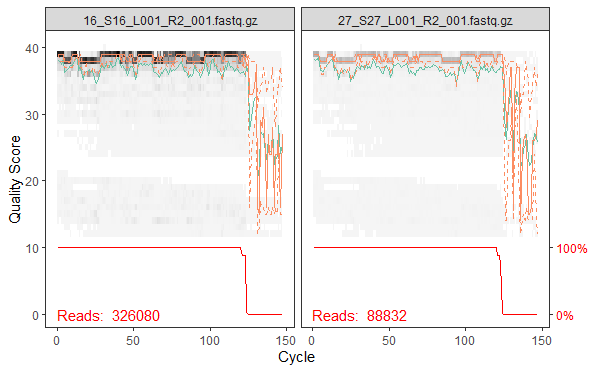 16_S16_L001_R2_001.fastq.gz 27_S27_L001_R2_001.fastq.gz
40
30
20
10
0
Quality Score
100%
0%
Reads: 326080 Reads: 88832
0 50 100 150 0 50 100 150
Cycle